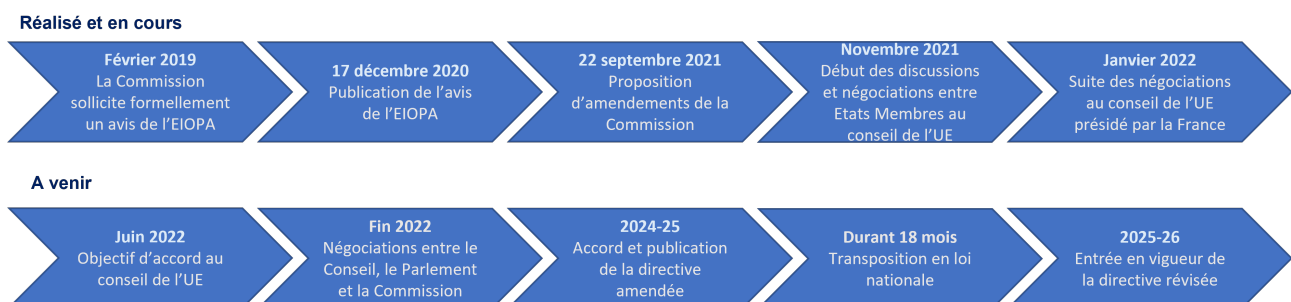 Réalisé et en cours
Février 2019
La Commission
sollicite formellement
un avis de l’EIOPA
17 décembre 2020
Publication de l’avis
de l’EIOPA
22 septembre 2021
Proposition
d’amendements de la
Commission
Novembre 2021
Début des discussions
et négociations entre
Etats Membres au
conseil de l’UE
Janvier 2022
Suite des négociations
au conseil de l’UE
présidé par la France
A venir
Juin 2022
Objectif d’accord au
conseil de l’UE
Fin 2022
Négociations entre le
Conseil, le Parlement
et la Commission
2024-25
Accord et publication
de la directive
amendée
Durant 18 mois
Transposition en loi
nationale
2025-26
Entrée en vigueur de
la directive révisée